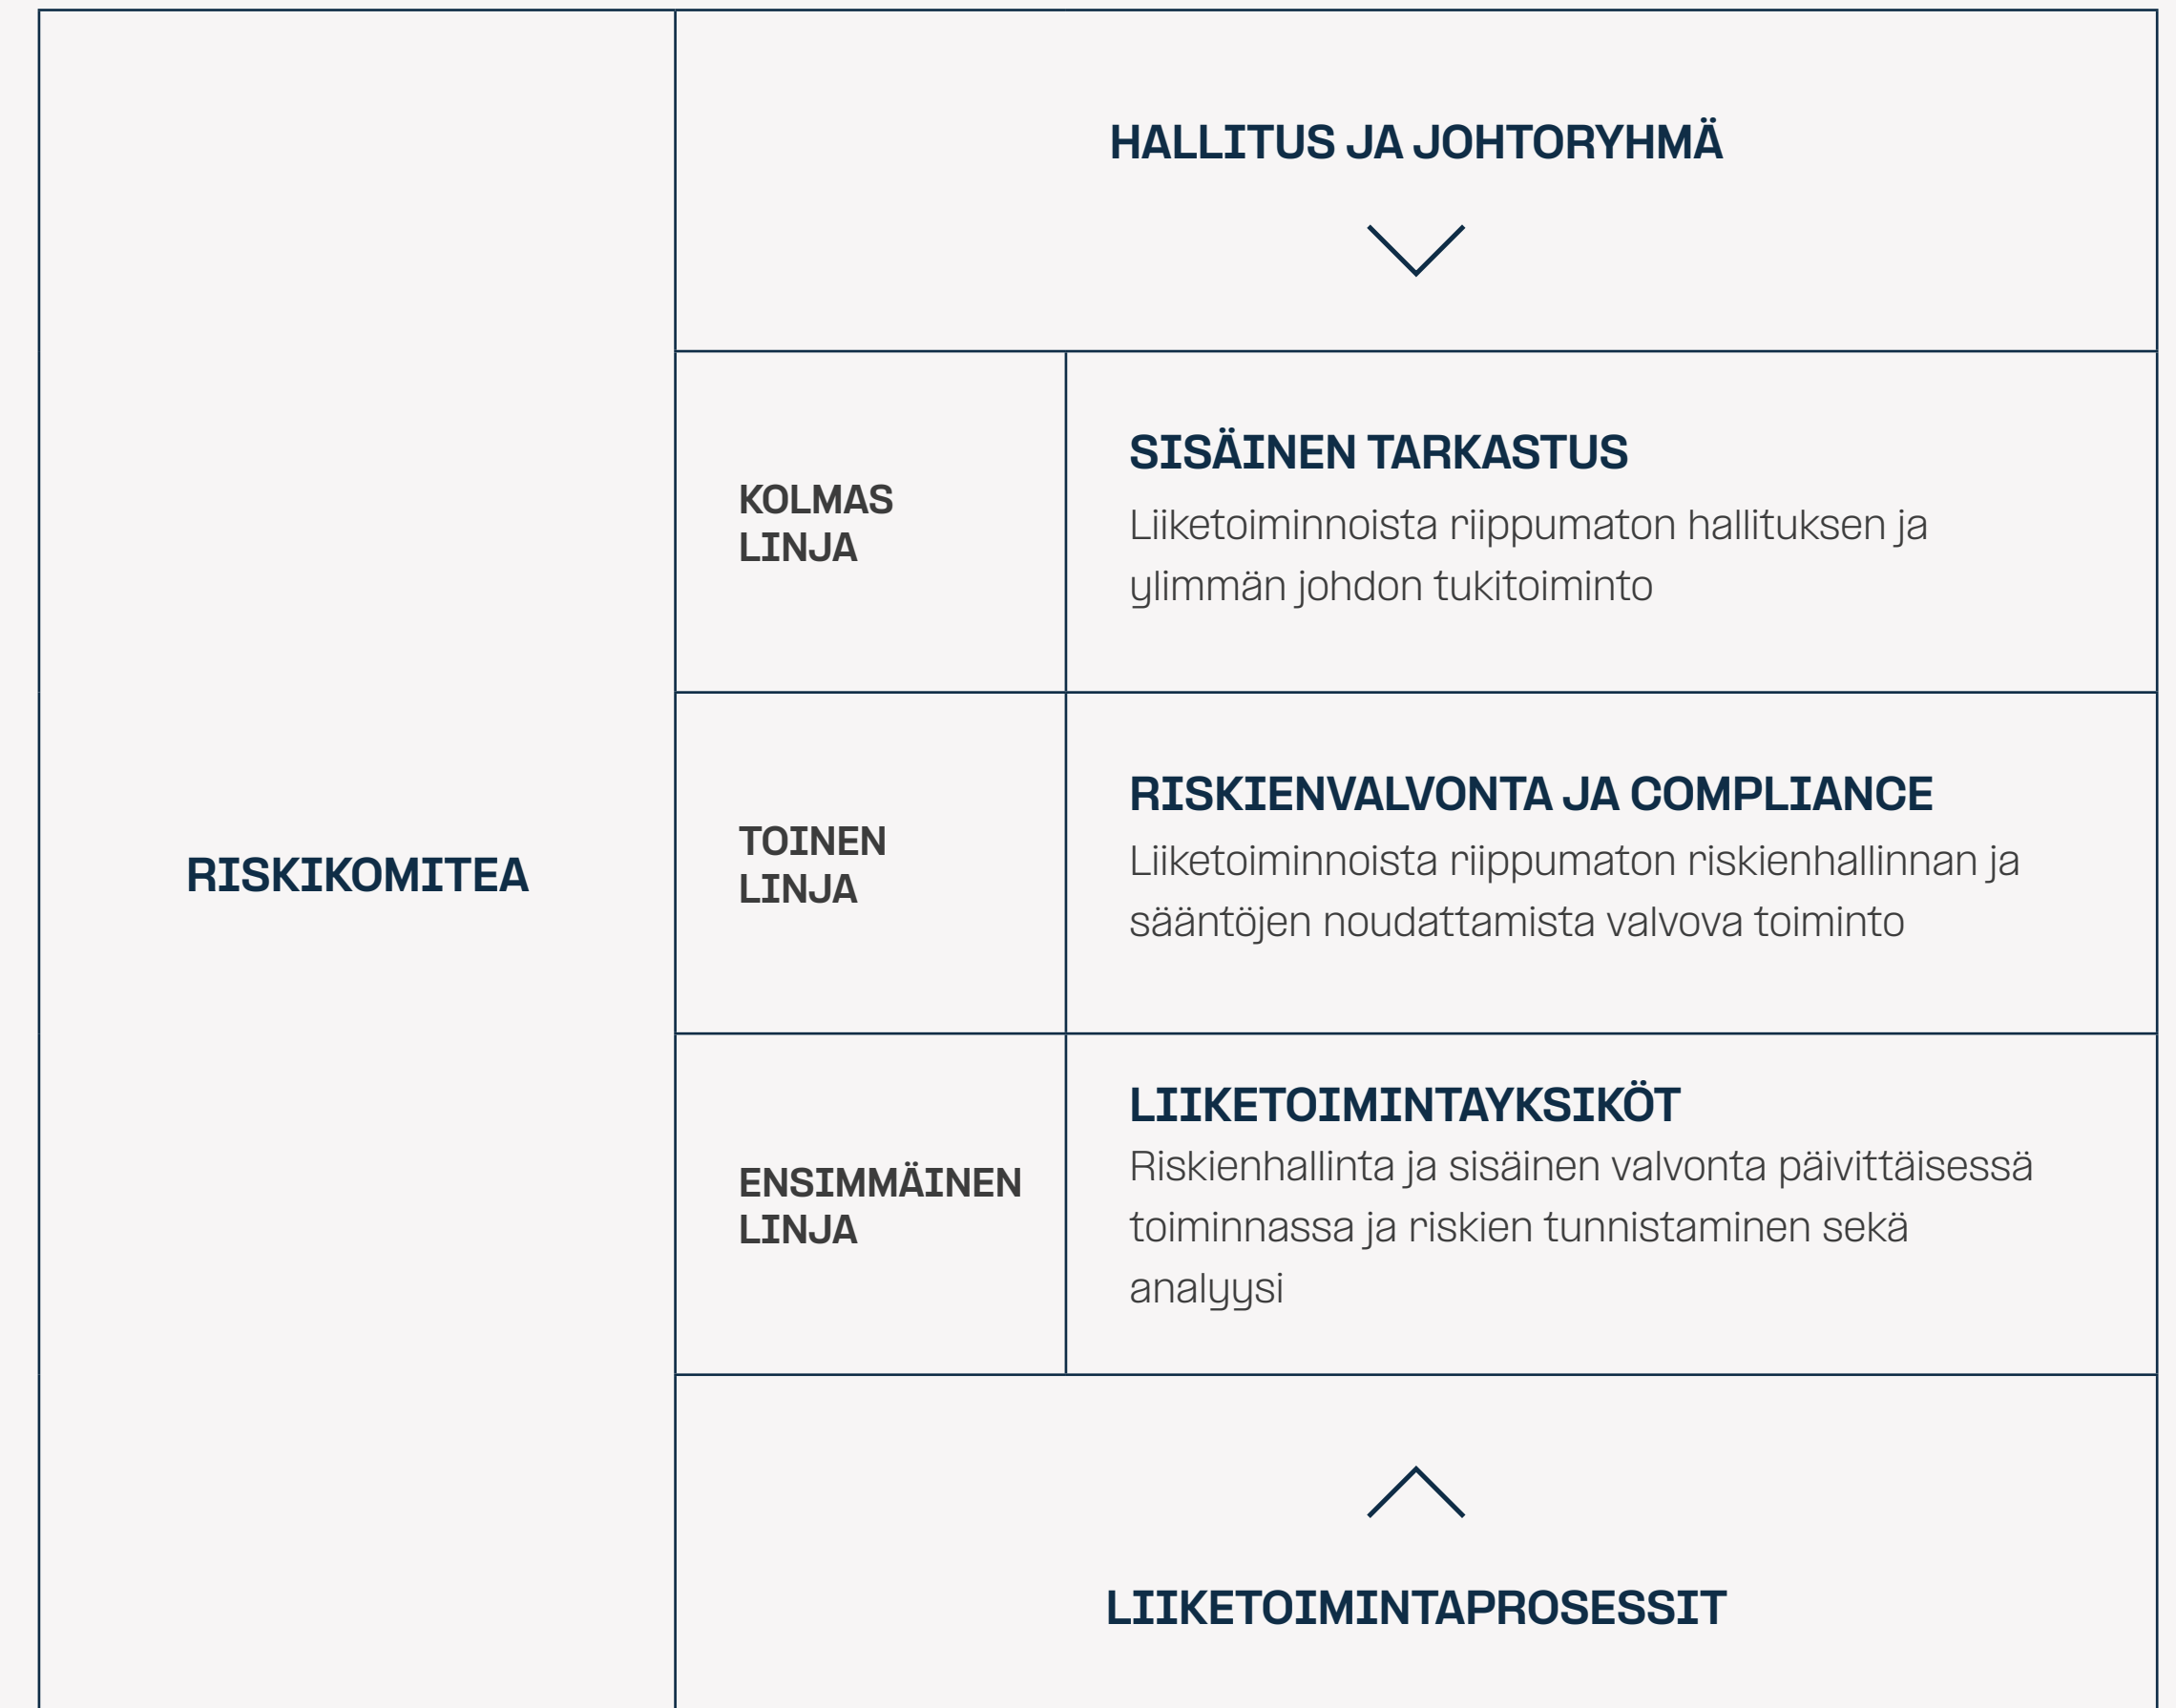 RISKIKOMITEA
HALLITUS JA JOHTORYHMÄ
KOLMAS
LINJA
SISÄINEN TARKASTUS
Liiketoiminnoista riippumaton hallituksen ja
ylimmän johdon tukitoiminto
TOINEN
LINJA
RISKIENVALVONTA JA COMPLIANCE
Liiketoiminnoista riippumaton riskienhallinnan ja
sääntöjen noudattamista valvova toiminto
ENSIMMÄINEN
LINJA
LIIKETOIMINTAYKSIKÖT
Riskienhallinta ja sisäinen valvonta päivittäisessä
toiminnassa ja riskien tunnistaminen sekä
analyysi
LIIKETOIMINTAPROSESSIT